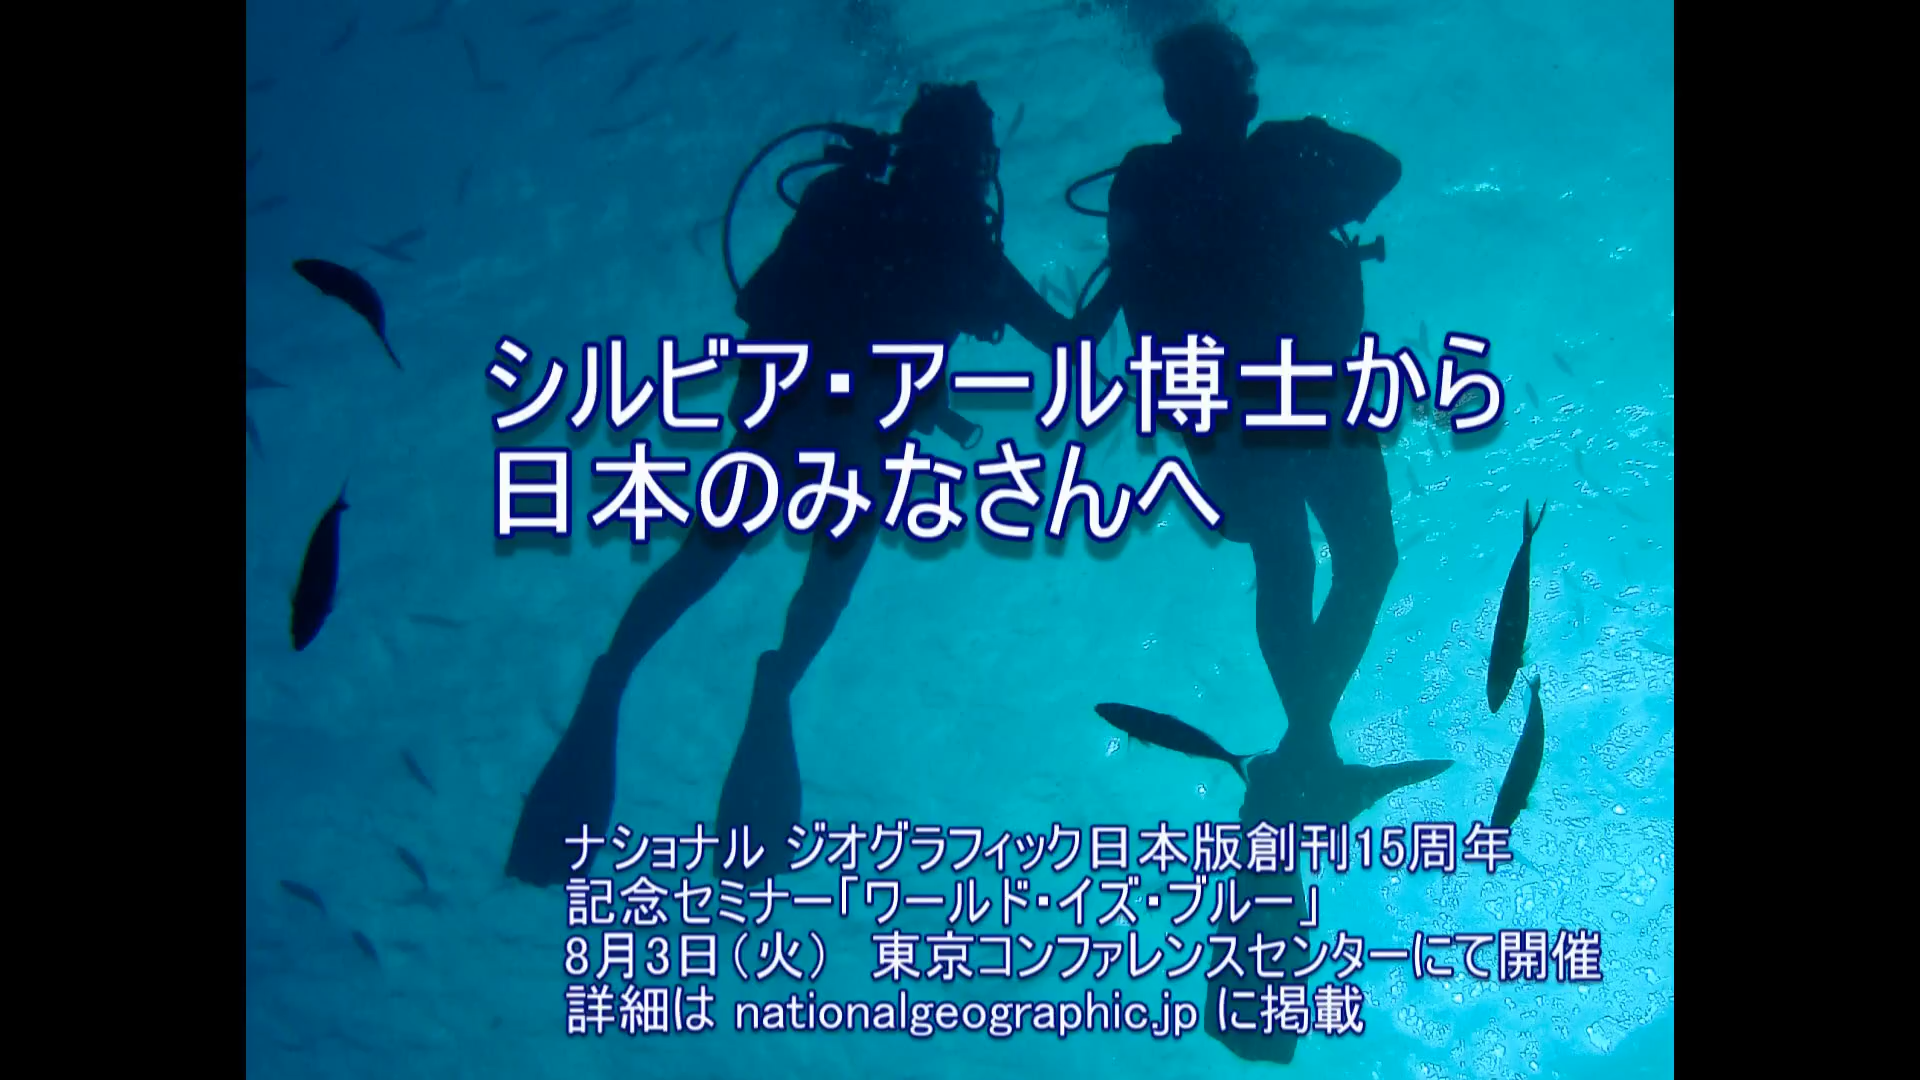 シルビア・アール博士から
日本のみなさんへ
ナショナル ジオグラフィック日本版創刊15周年
記念セミナー「ワールド・イズ・ブルー」
8月3日（火）　東京コンファレンスセンターにて開催
詳細は nationalgeographic.jp に掲載